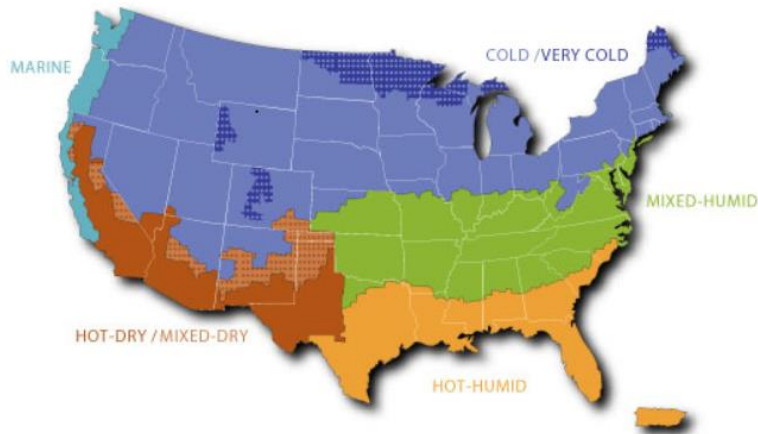 COLD /VERY COLD
MARINE
MIXED-HUMID
HOT-DRY / MIXED-DRY
HOT-HUMID